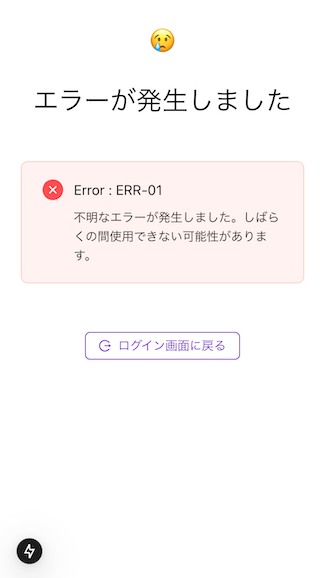 エラーが発生しました
Error : ERR-01
不明なエラーが発生しました。しばら
くの間使用できない可能性がありま
す。
ログイン画面に戻る